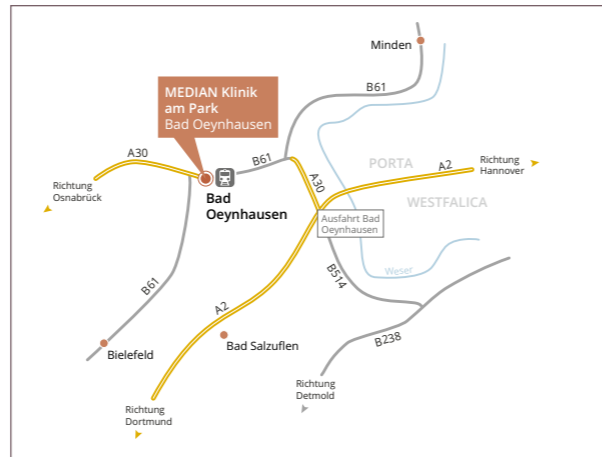 Minden
MEDIAN Klinik
am Park
Bad Oeynhausen
B61
A30
B61
PORTA
A2
Richtung
Hannover
Richtung
Osnabrück
A30
Bad
Oeynhausen
WESTFALICA
Ausfahrt Bad
Oeynhausen
B61
B514
Weser
A2
Bielefeld
Bad Salzuflen
B238
Richtung
Detmold
Richtung
Dortmund